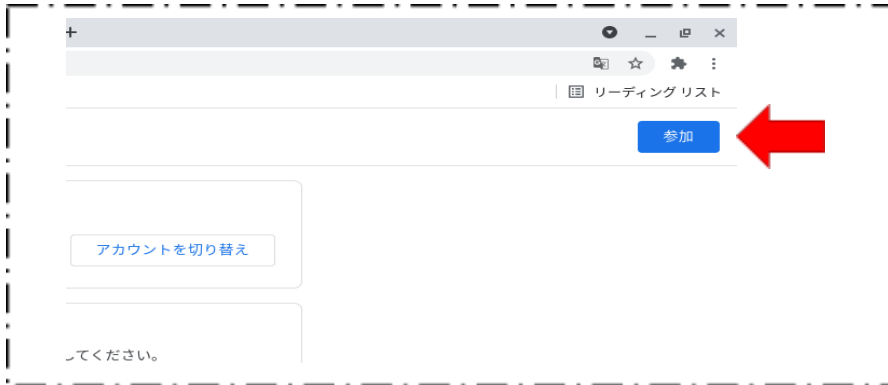 リーディング リスト
参加
アカウントを切り替え
してください。